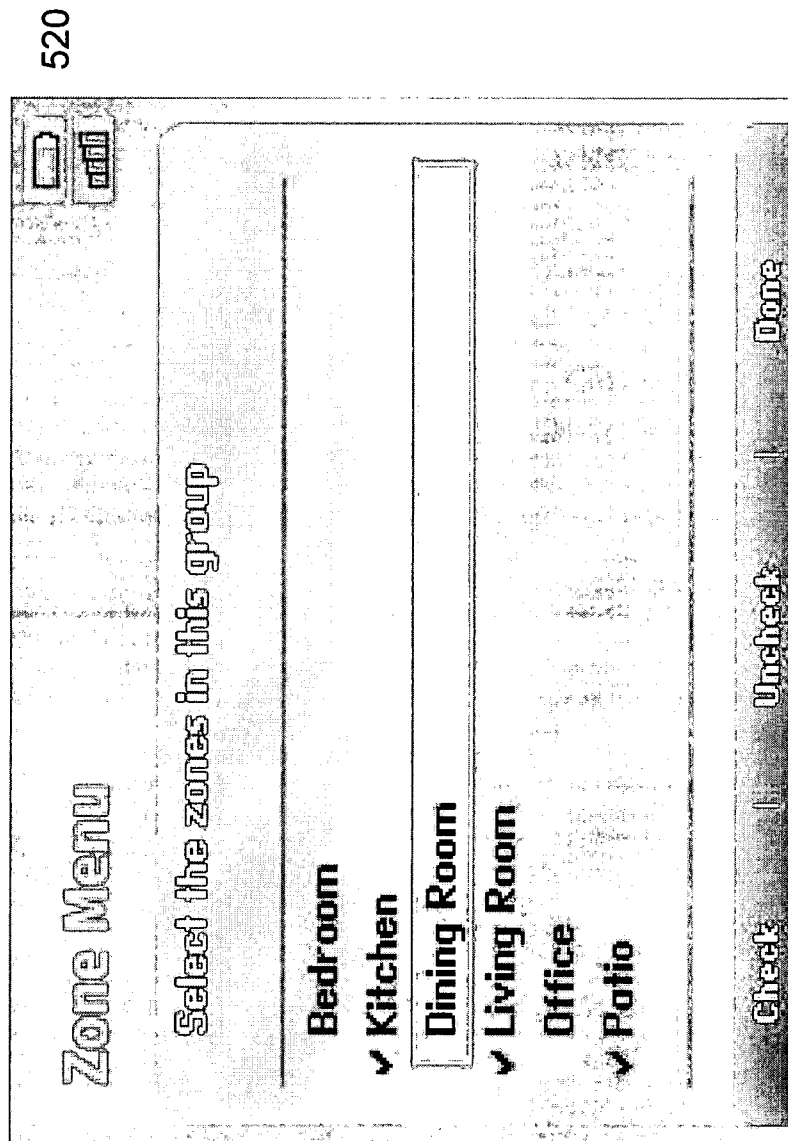 520
Zone Menu
Select the zones in this group
Bedroom
✓ Kitchen
Dining Room
✓ Living Room
Office
✓ Patio
Check | Uncheck | Done